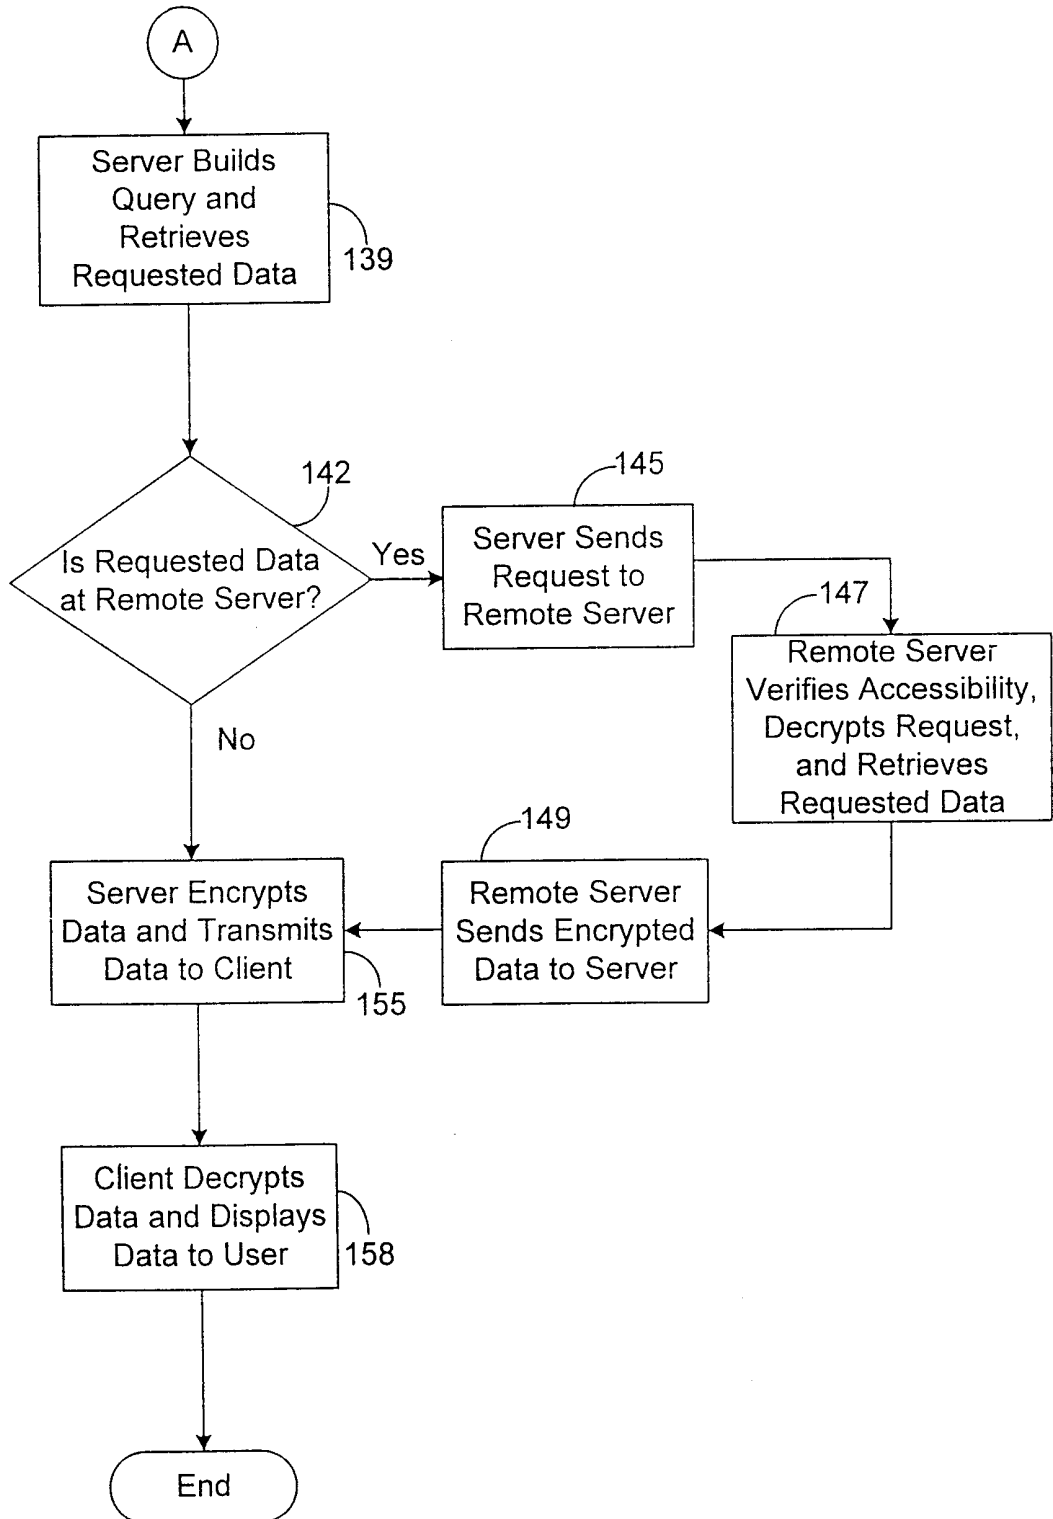 A
Server Builds
Query and
Retrieves
Requested Data
139
142
Is Requested Data
at Remote Server?
Yes
145
Server Sends
Request to
Remote Server
147
Remote Server
Verifies Accessibility,
Decrypts Request,
and Retrieves
Requested Data
No
149
Remote Server
Sends Encrypted
Data to Server
Server Encrypts
Data and Transmits
Data to Client
155
Client Decrypts
Data and Displays
Data to User
158
End